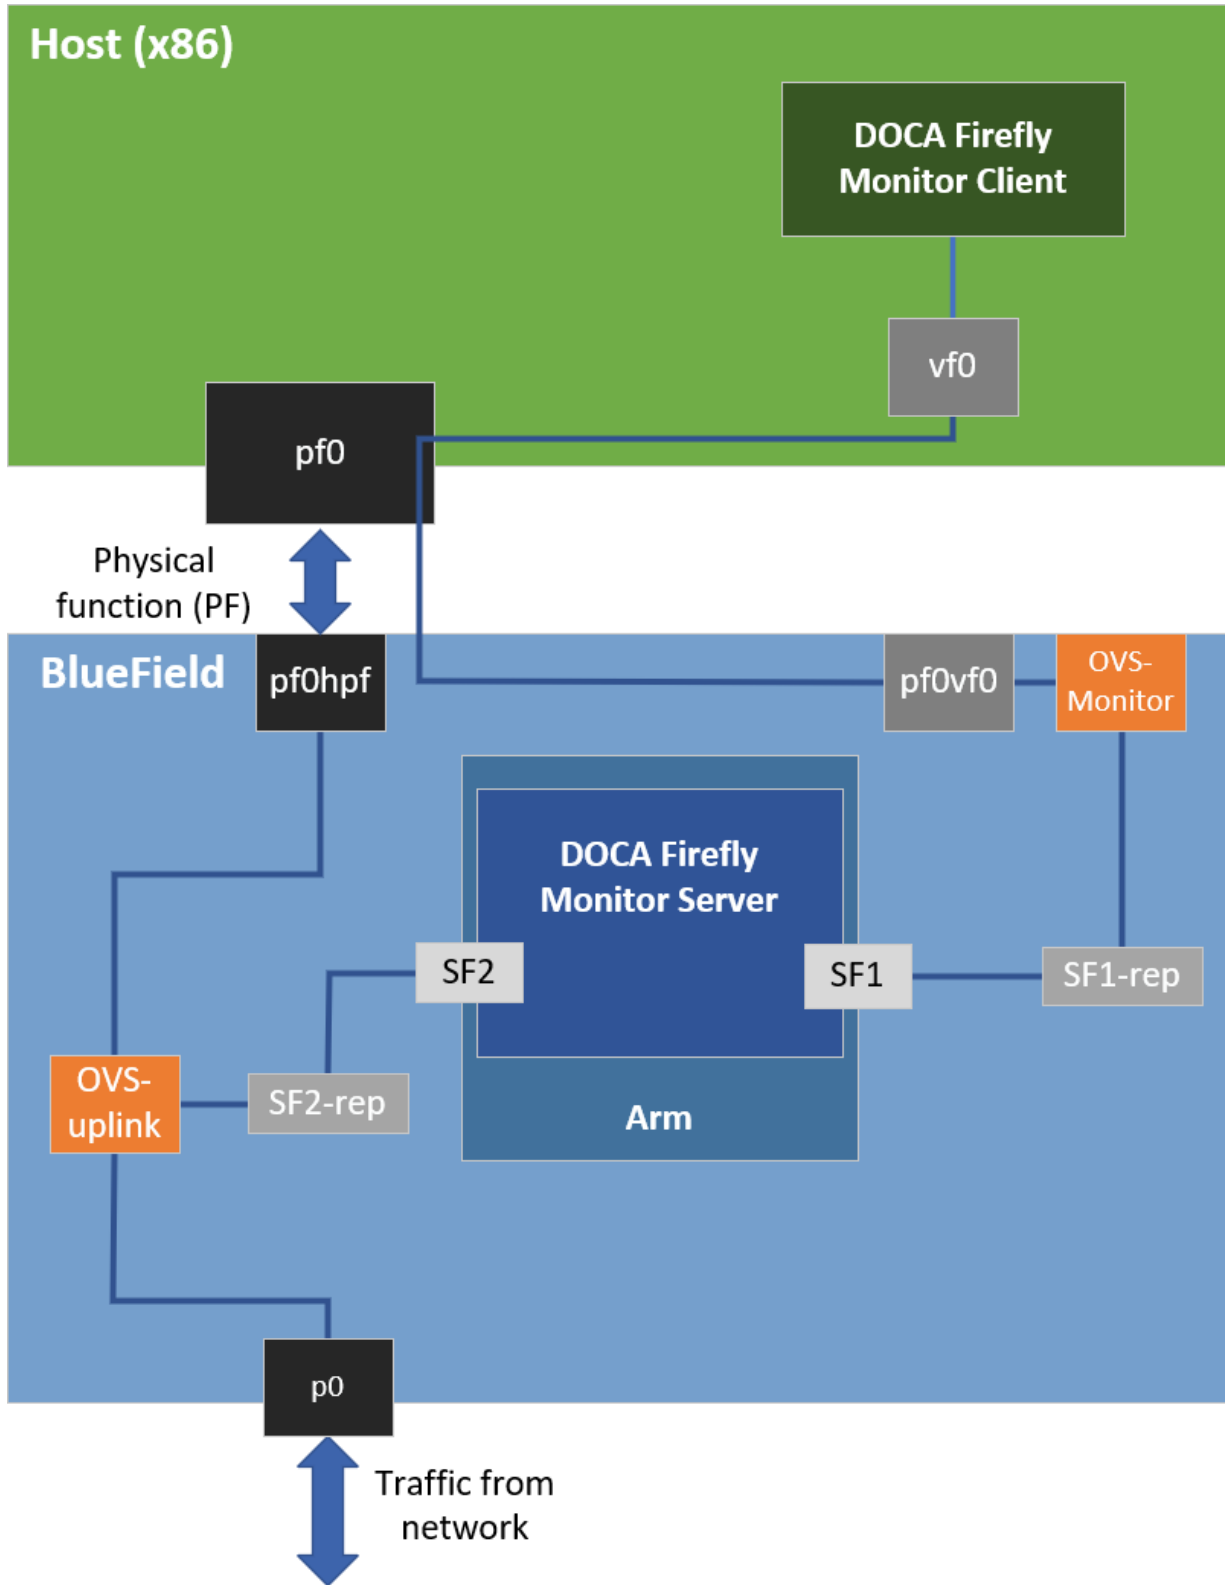 Host (x86)
DOCA Firefly
Monitor Client
vf0
pf0
Physical
function (PF)
BlueField
pf0hpf
pf0vf0
OVS-
Monitor
DOCA Firefly
Monitor Server
SF2
SF1
SF1-rep
OVS-
uplink
SF2-rep
Arm
p0
Traffic from
network